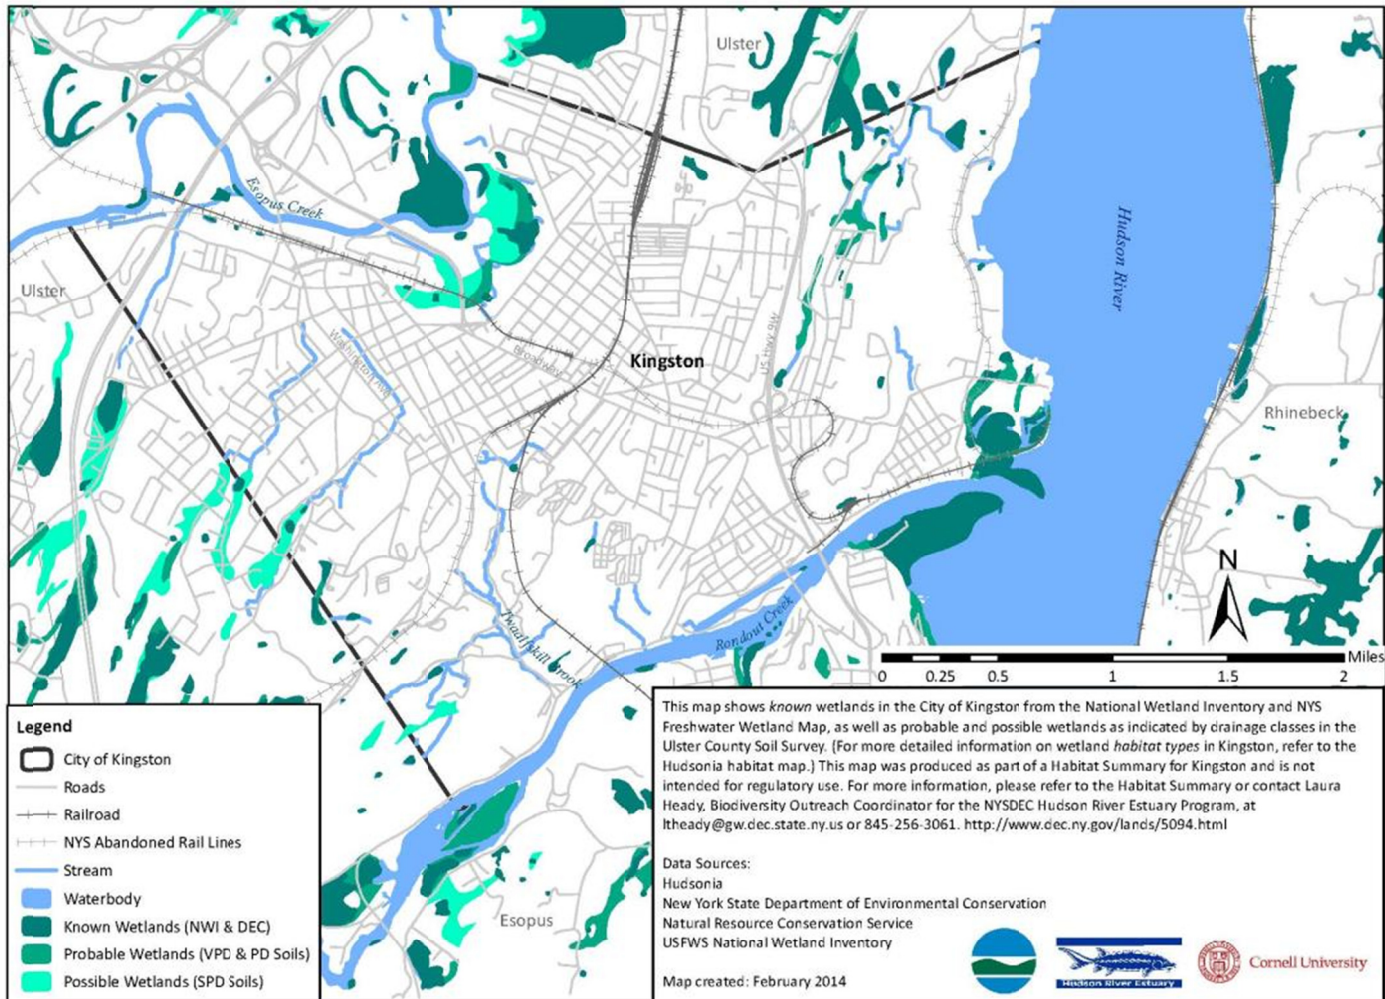 Ulster
Esopus Creek
Hudson River
Ulster
Washington Ave
Broadway
Kingston
US Hwy 9W
Rhinebeck
N
Twaalfskill Brook
Rondout Creek
Miles
0 0.25 0.5 1 1.5 2
Esopus
Legend
City of Kingston
Roads
Railroad
NYS Abandoned Rail Lines
Stream
Waterbody
Known Wetlands (NWI & DEC)
Probable Wetlands (VPD & PD Soils)
Possible Wetlands (SPD Soils)
This map shows known wetlands in the City of Kingston from the National Wetland Inventory and NYS
Freshwater Wetland Map, as well as probable and possible wetlands as indicated by drainage classes in the
Ulster County Soil Survey. (For more detailed information on wetland habitat types in Kingston, refer to the
Hudsonia habitat map.) This map was produced as part of a Habitat Summary for Kingston and is not
intended for regulatory use. For more information, please refer to the Habitat Summary or contact Laura
Heady, Biodiversity Outreach Coordinator for the NYSDEC Hudson River Estuary Program, at
ltheady@gw.dec.state.ny.us or 845-256-3061. http://www.dec.ny.gov/lands/5094.html
Data Sources:
Hudsonia
New York State Department of Environmental Conservation
Natural Resource Conservation Service
USFWS National Wetland Inventory
Map created: February 2014
Hudson River Estuary
Cornell University